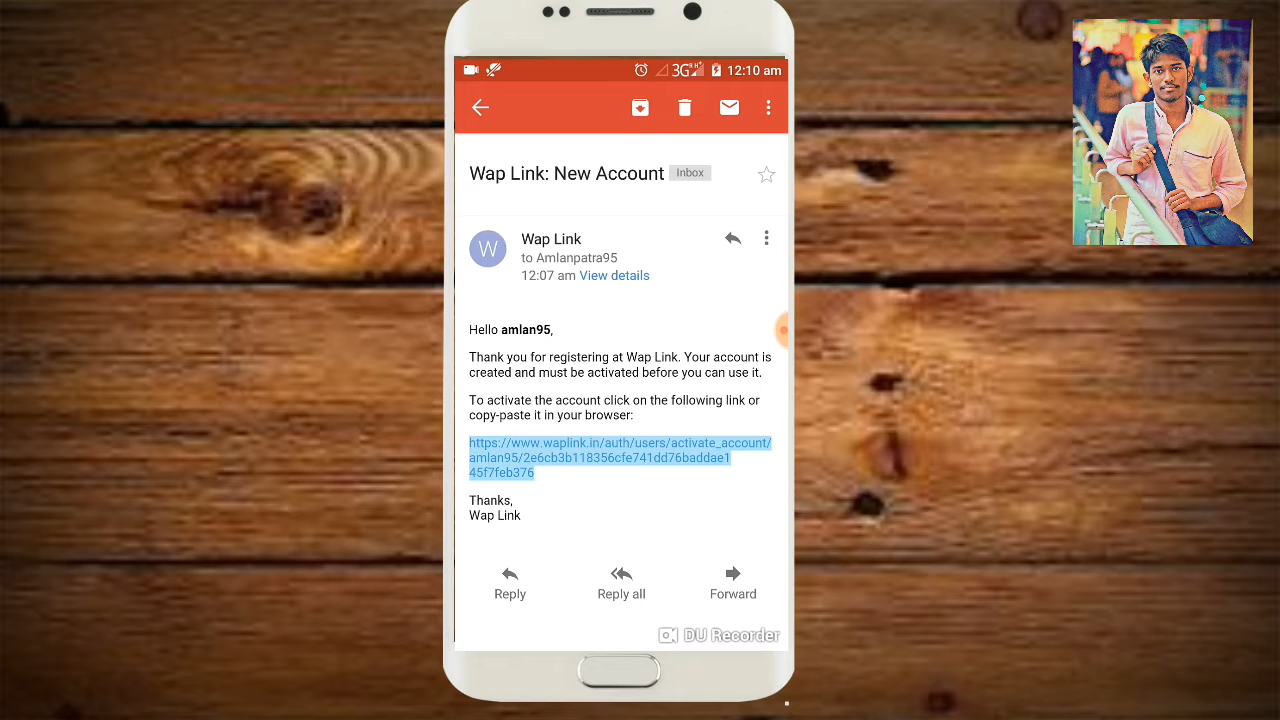 3G R H+ 12:10 am
Wap Link: New Account Inbox
W
Wap Link
to Amlanpatra95
12:07 am View details
Hello amlan95,
Thank you for registering at Wap Link. Your account is
created and must be activated before you can use it.
To activate the account click on the following link or
copy-paste it in your browser:
https://www.waplink.in/auth/users/activate_account/
amlan95/2e6cb3b118356cfe741dd76baddae1
45f7feb376
Thanks,
Wap Link
Reply Reply all Forward
DU Recorder